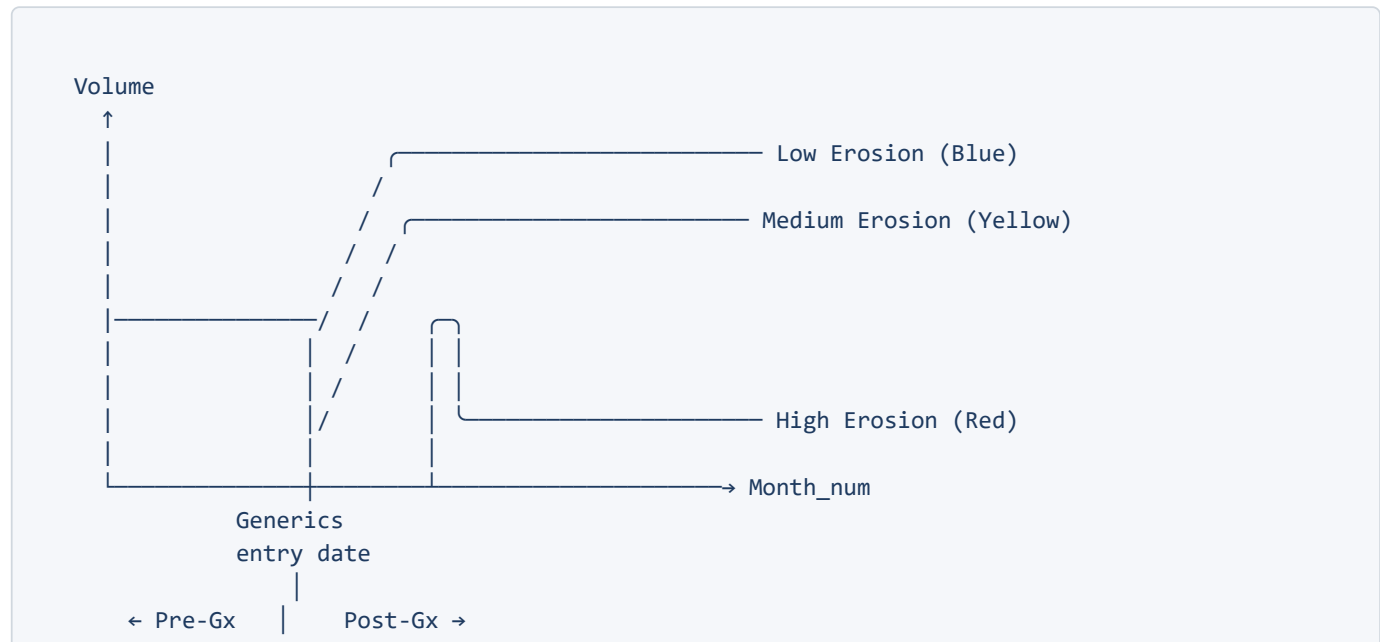 Volume
Low Erosion (Blue)
Medium Erosion (Yellow)
High Erosion (Red)
Month_num
Generics
entry date
← Pre-Gx │ Post-Gx →